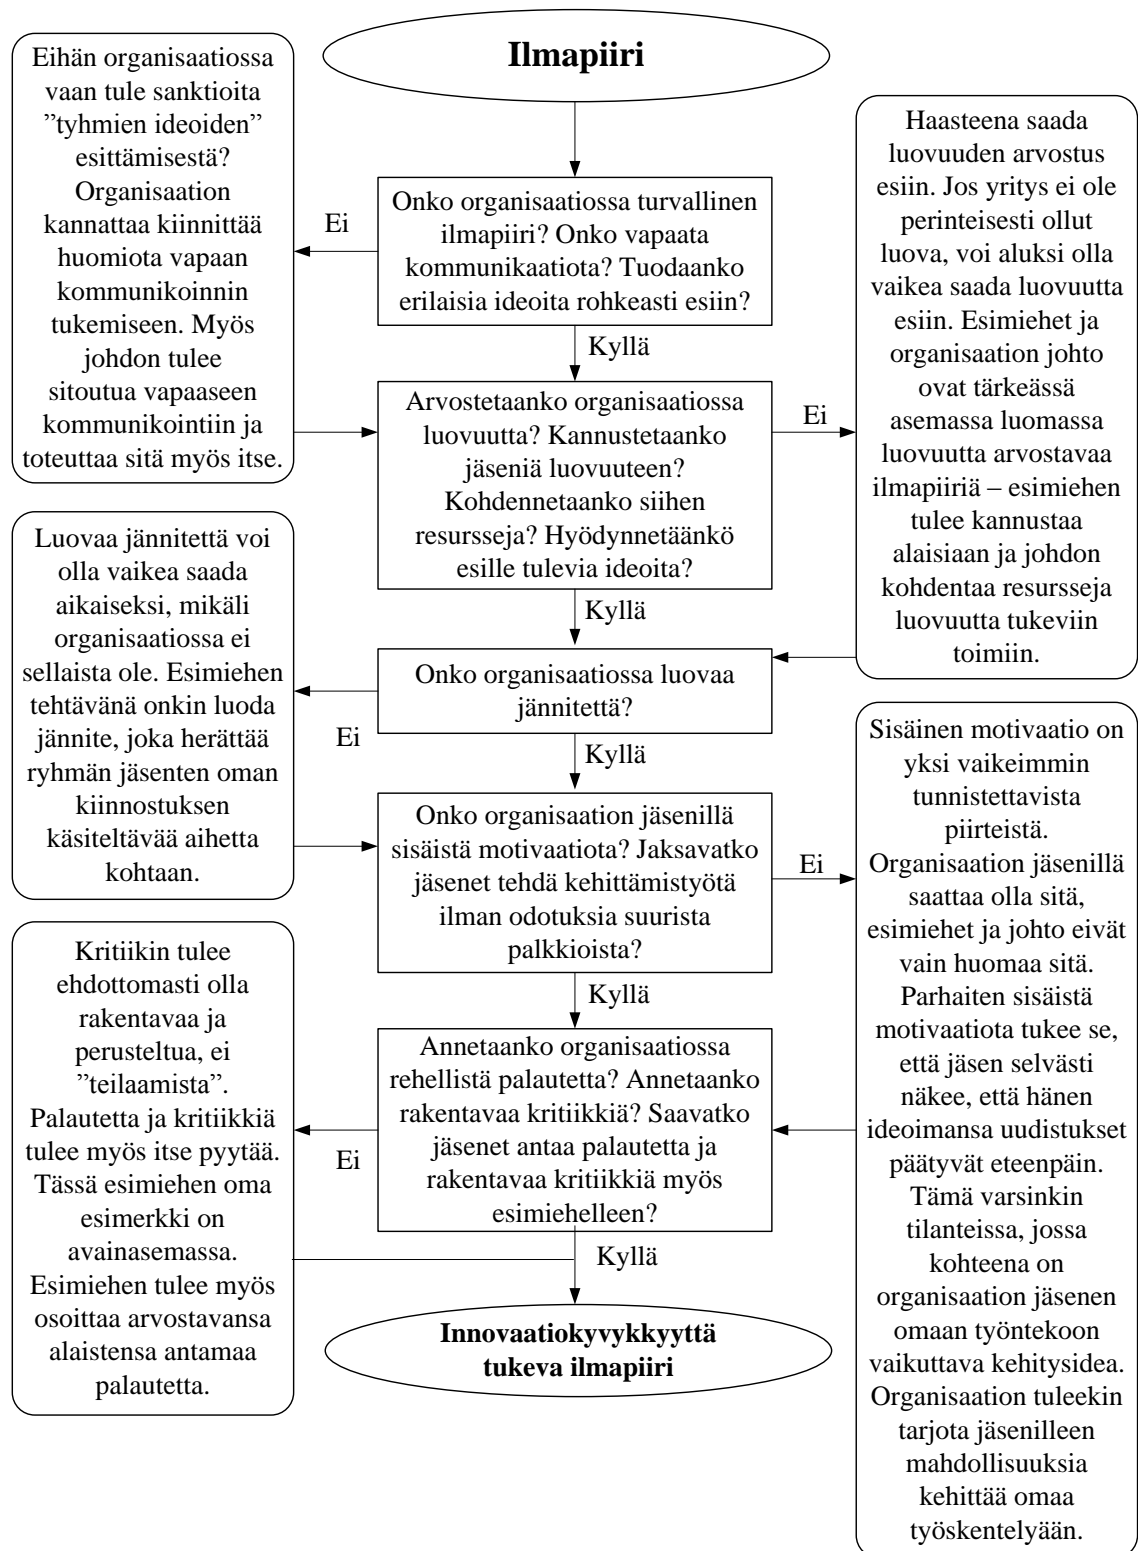 Ilmapiiri
Eihän organisaatiossa
vaan tule sanktioita
”tyhmien ideoiden”
esittämisestä?
Organisaation
kannattaa kiinnittää
huomiota vapaan
kommunikoinnin
tukemiseen. Myös
johdon tulee
sitoutua vapaaseen
kommunikointiin ja
toteuttaa sitä myös itse.
Ei
Onko organisaatiossa turvallinen
ilmapiiri? Onko vapaata
kommunikaatiota? Tuodaanko
erilaisia ideoita rohkeasti esiin?
Kyllä
Arvostetaanko organisaatiossa
luovuutta? Kannustetaanko
jäseniä luovuuteen?
Kohdennetaanko siihen
resursseja? Hyödynnetäänkö
esille tulevia ideoita?
Ei
Haasteena saada
luovuuden arvostus
esiin. Jos yritys ei ole
perinteisesti ollut
luova, voi aluksi olla
vaikea saada luovuutta
esiin. Esimiehet ja
organisaation johto
ovat tärkeässä
asemassa luomassa
luovuutta arvostavaa
ilmapiiriä – esimiehen
tulee kannustaa
alaisiaan ja johdon
kohdentaa resursseja
luovuutta tukeviin
toimiin.
Kyllä
Onko organisaatiossa luovaa
jännitettä?
Ei
Luovaa jännitettä voi
olla vaikea saada
aikaiseksi, mikäli
organisaatiossa ei
sellaista ole. Esimiehen
tehtävänä onkin luoda
jännite, joka herättää
ryhmän jäsenten oman
kiinnostuksen
käsiteltävää aihetta
kohtaan.
Kyllä
Onko organisaation jäsenillä
sisäistä motivaatiota? Jaksavatko
jäsenet tehdä kehittämistyötä
ilman odotuksia suurista
palkkioista?
Ei
Sisäinen motivaatio on
yksi vaikeimmin
tunnistettavista
piirteistä.
Organisaation jäsenillä
saattaa olla sitä,
esimiehet ja johto eivät
vain huomaa sitä.
Parhaiten sisäistä
motivaatiota tukee se,
että jäsen selvästi
näkee, että hänen
ideoimansa uudistukset
päätyvät eteenpäin.
Tämä varsinkin
tilanteissa, jossa
kohteena on
organisaation jäsenen
omaan työntekoon
vaikuttava kehitysidea.
Organisaation tuleekin
tarjota jäsenilleen
mahdollisuuksia
kehittää omaa
työskentelyään.
Kyllä
Annetaanko organisaatiossa
rehellistä palautetta? Annetaanko
rakentavaa kritiikkiä? Saavatko
jäsenet antaa palautetta ja
rakentavaa kritiikkiä myös
esimiehelleen?
Ei
Kritiikin tulee
ehdottomasti olla
rakentavaa ja
perusteltua, ei
”teilaamista”.
Palautetta ja kritiikkiä
tulee myös itse pyytää.
Tässä esimiehen oma
esimerkki on
avainasemassa.
Esimiehen tulee myös
osoittaa arvostavansa
alaistensa antamaa
palautetta.
Kyllä
Innovaatiokyvykkyyttä
tukeva ilmapiiri